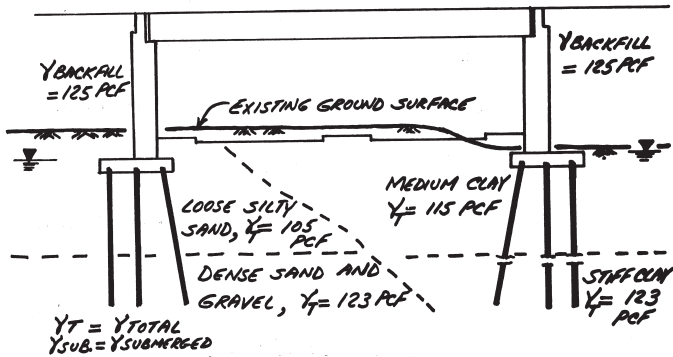 γBACKFILL
= 125 PCF
γBACKFILL
= 125 PCF
EXISTING GROUND SURFACE
LOOSE SILTY
SAND, γT = 105
PCF
MEDIUM CLAY
γT = 115 PCF
DENSE SAND AND
GRAVEL, γT = 123 PCF
STIFF CLAY
γT = 123
PCF
γT = γTOTAL
γSUB. = γSUBMERGED